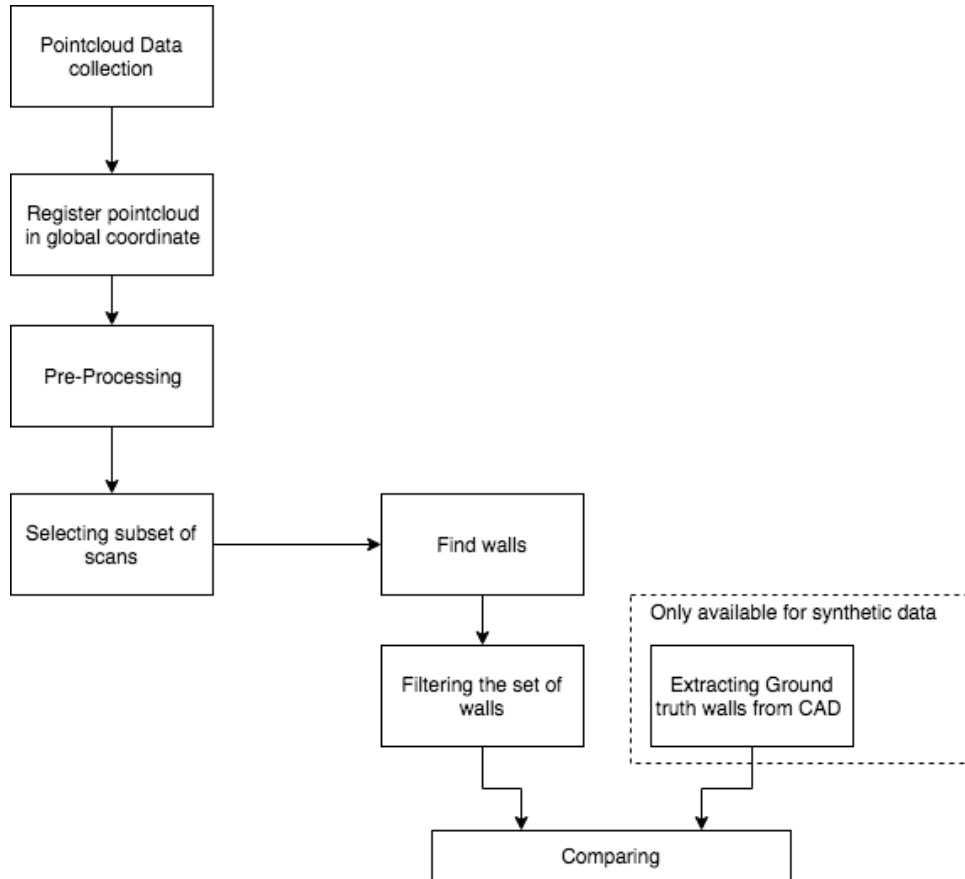 Pointcloud Data
collection
Register pointcloud
in global coordinate
Pre-Processing
Selecting subset of
scans
Find walls
Only available for synthetic data
Filtering the set of
walls
Extracting Ground
truth walls from CAD
Comparing